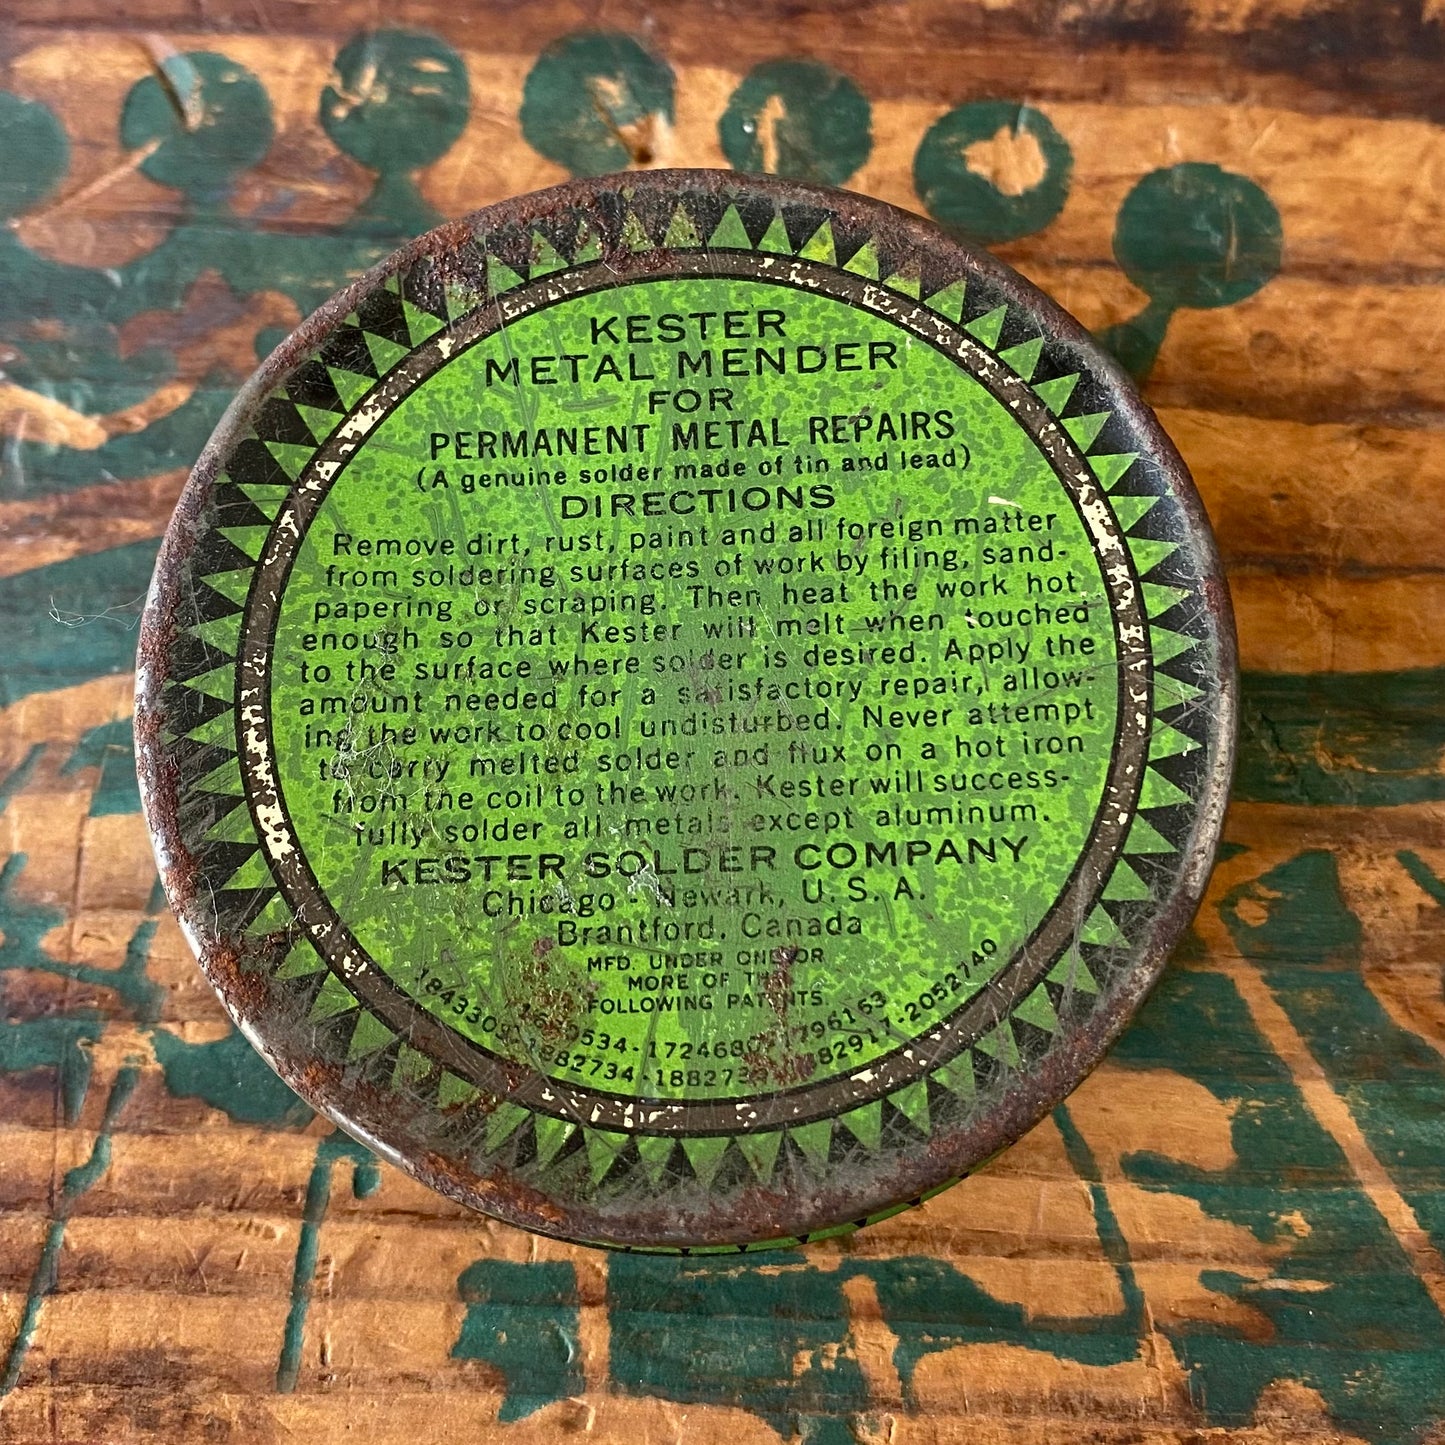 KESTER
METAL MENDER
FOR
PERMANENT METAL REPAIRS
(A genuine solder made of tin and lead)
DIRECTIONS
Remove dirt, rust, paint and all foreign matter
from soldering surfaces of work by filing, sand-
papering or scraping. Then heat the work hot
enough so that Kester will melt when touched
to the surface where solder is desired. Apply the
amount needed for a satisfactory repair, allow-
ing the work to cool undisturbed. Never attempt
to carry melted solder and flux on a hot iron
from the coil to the work. Kester will success-
fully solder all metals except aluminum.
KESTER SOLDER COMPANY
Chicago - Newark, U. S. A.
Brantford, Canada
MFD. UNDER ONE OR
MORE OF THE
FOLLOWING PATENTS.
1796163
1882734 - 2052740